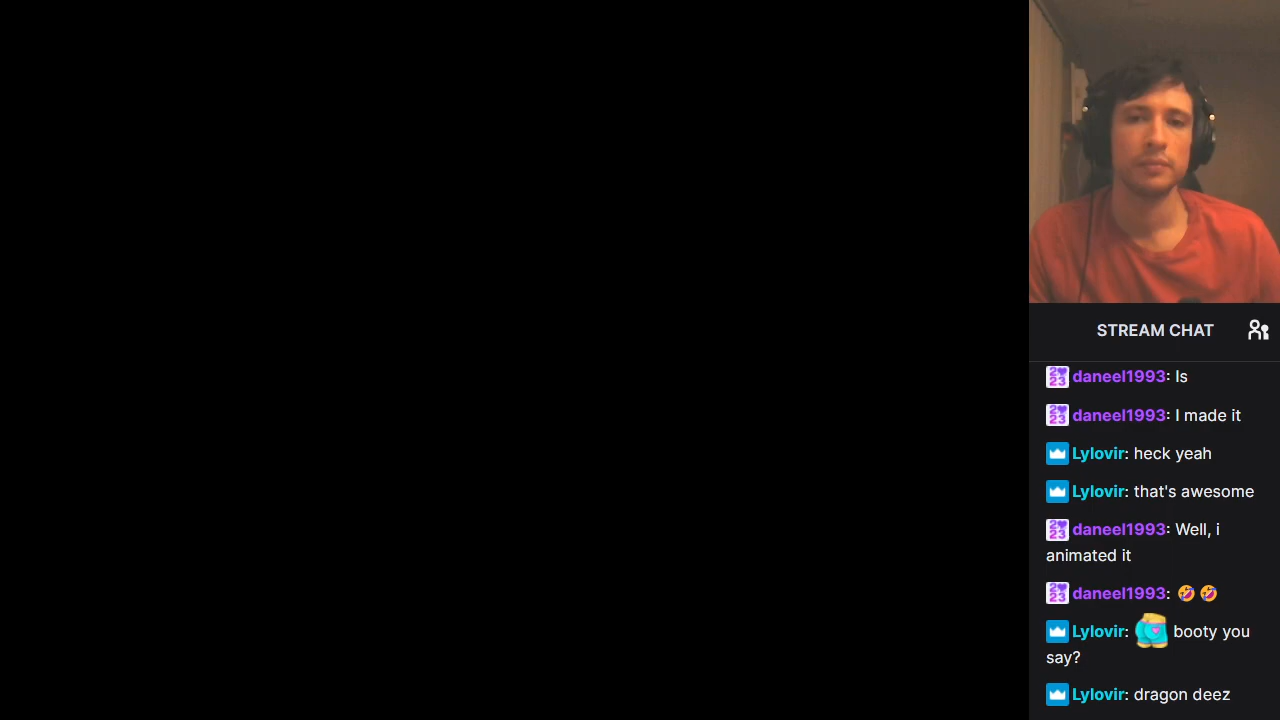 STREAM CHAT
daneel1993: Is
daneel1993: I made it
Lylovir: heck yeah
Lylovir: that's awesome
daneel1993: Well, i
animated it
daneel1993: 🤣 🤣
Lylovir: booty you
say?
Lylovir: dragon deez